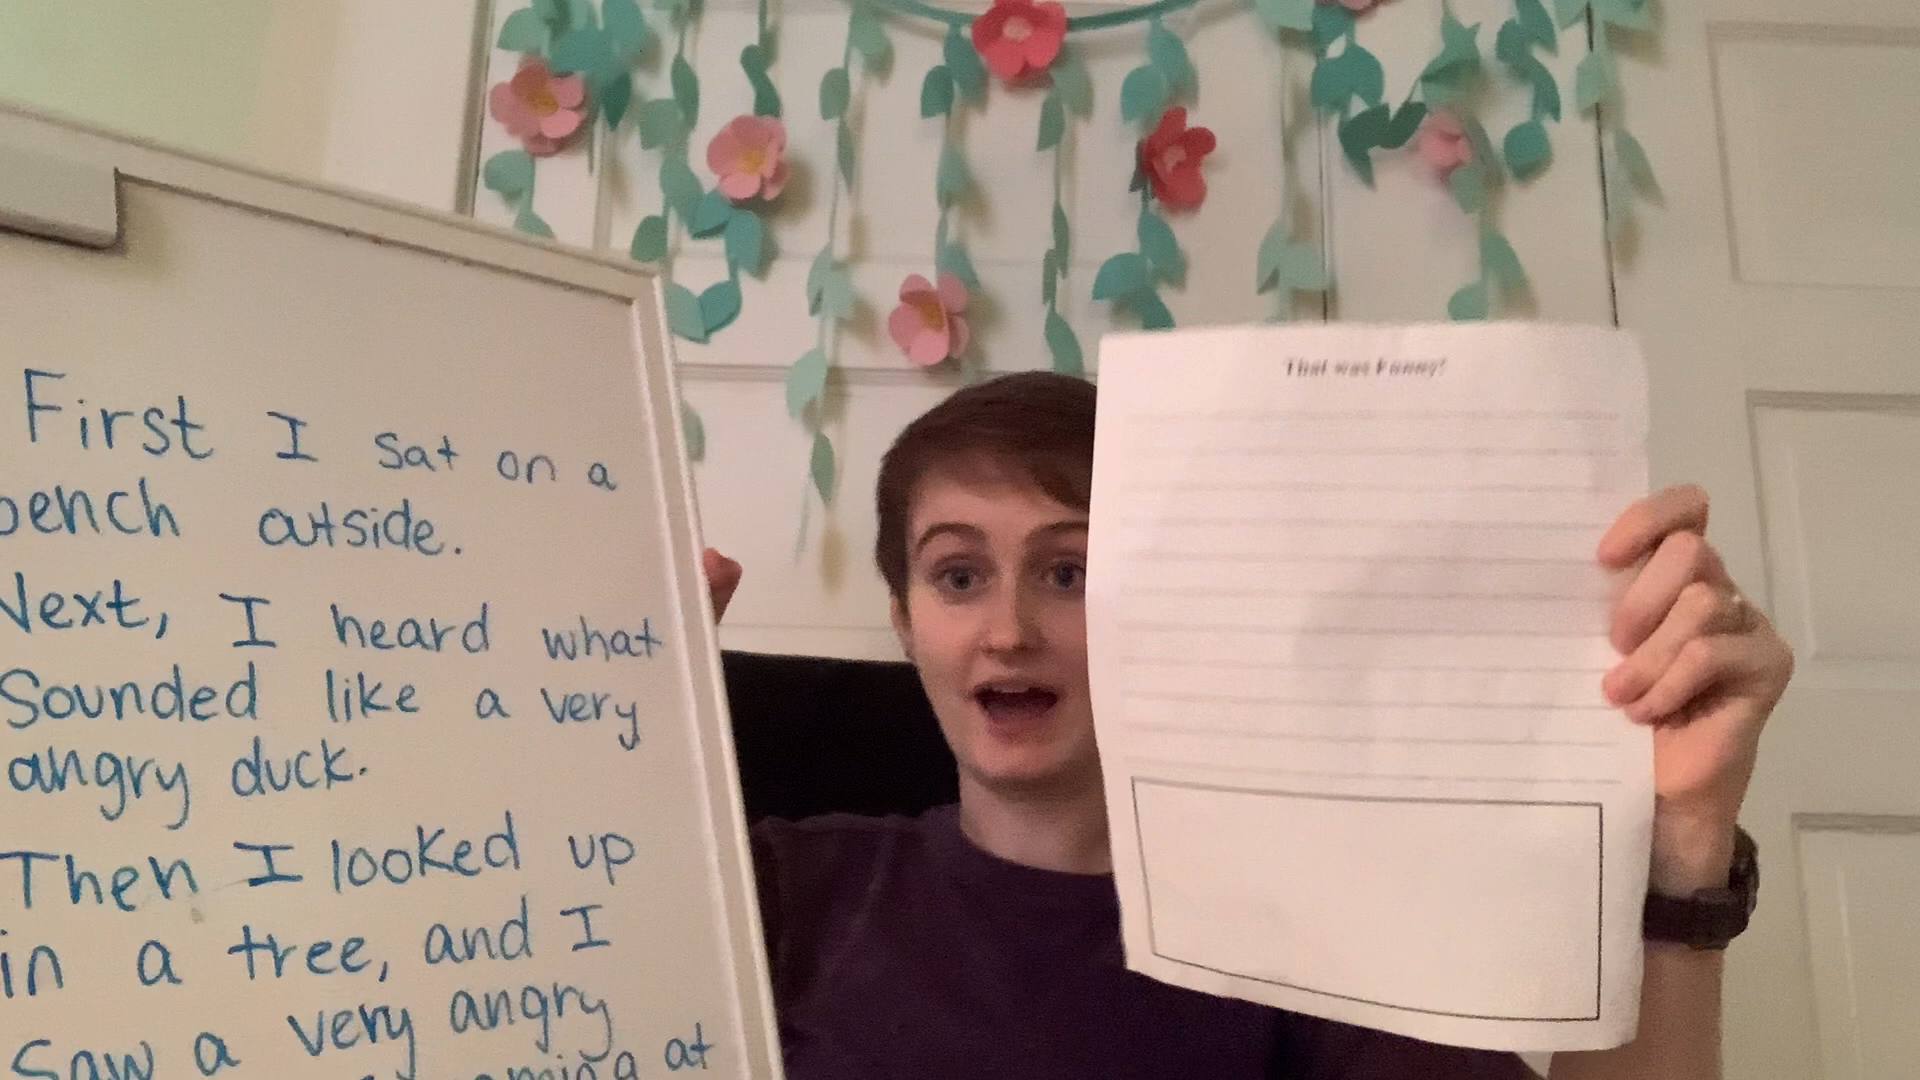 First I sat on a
bench outside.
Next, I heard what
Sounded like a very
angry duck.
Then I looked up
in a tree, and I
Saw a very angry
at
That was Funny!